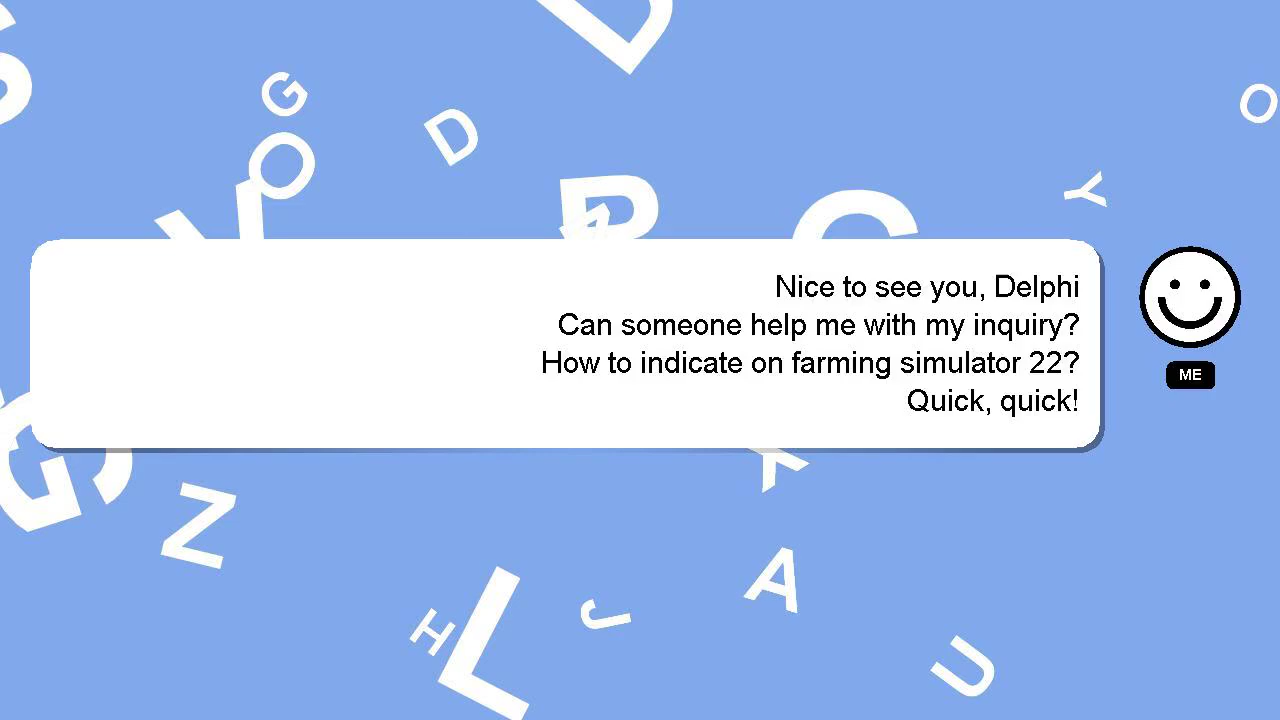 S
G
D
D
O
O
V
R
A
C
Y
Nice to see you, Delphi
Can someone help me with my inquiry?
How to indicate on farming simulator 22?
Quick, quick!
ME
G
X
Z
A
H
L
J
U